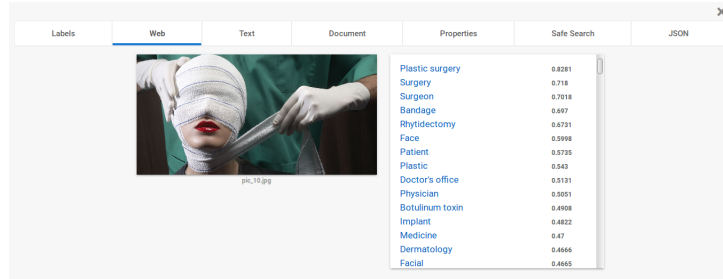 Labels Web Text Document Properties Safe Search JSON
pic_10.jpg
Plastic surgery 0.8281
Surgery 0.718
Surgeon 0.7018
Bandage 0.697
Rhytidectomy 0.6731
Face 0.5998
Patient 0.5735
Plastic 0.543
Doctor's office 0.5131
Physician 0.5051
Botulinum toxin 0.4908
Implant 0.4822
Medicine 0.47
Dermatology 0.4666
Facial 0.4665